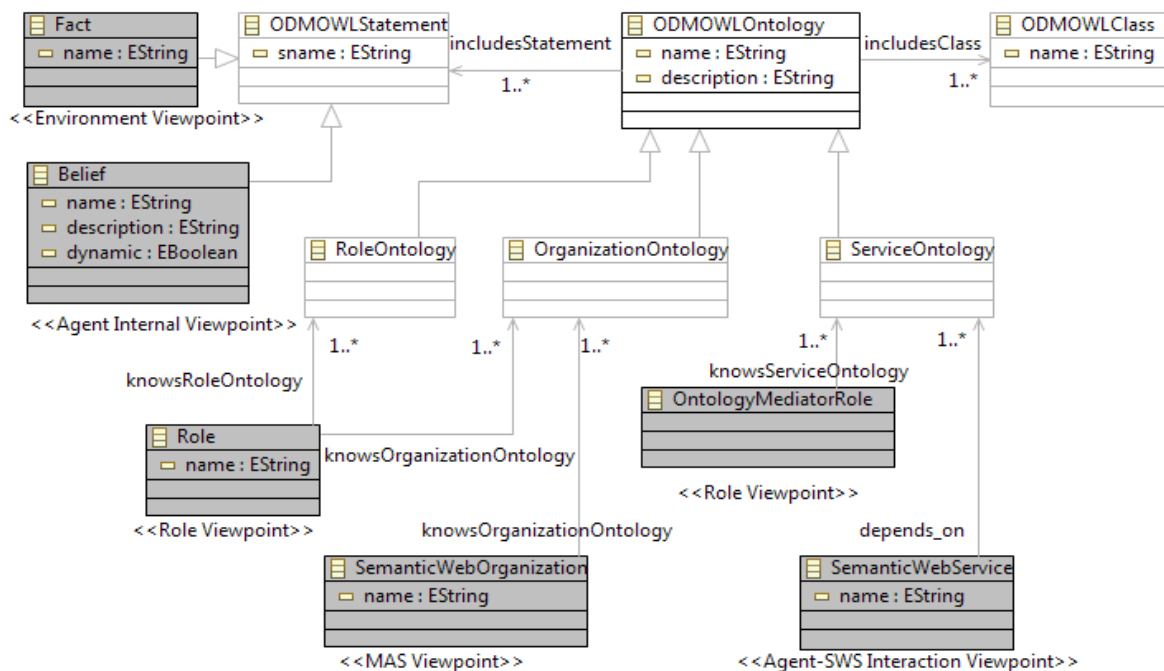 Fact
name : EString
<<Environment Viewpoint>>
ODMOWLStatement
sname : EString
includesStatement
1..*
ODMOWLOntology
name : EString
description : EString
includesClass
1..*
ODMOWLClass
name : EString
Belief
name : EString
description : EString
dynamic : EBoolean
<<Agent Internal Viewpoint>>
RoleOntology
OrganizationOntology
ServiceOntology
1..*
1..*
1..*
1..*
1..*
knowsRoleOntology
knowsServiceOntology
OntologyMediatorRole
<<Role Viewpoint>>
Role
name : EString
<<Role Viewpoint>>
knowsOrganizationOntology
knowsOrganizationOntology
depends_on
SemanticWebOrganization
name : EString
<<MAS Viewpoint>>
SemanticWebService
name : EString
<<Agent-SWS Interaction Viewpoint>>